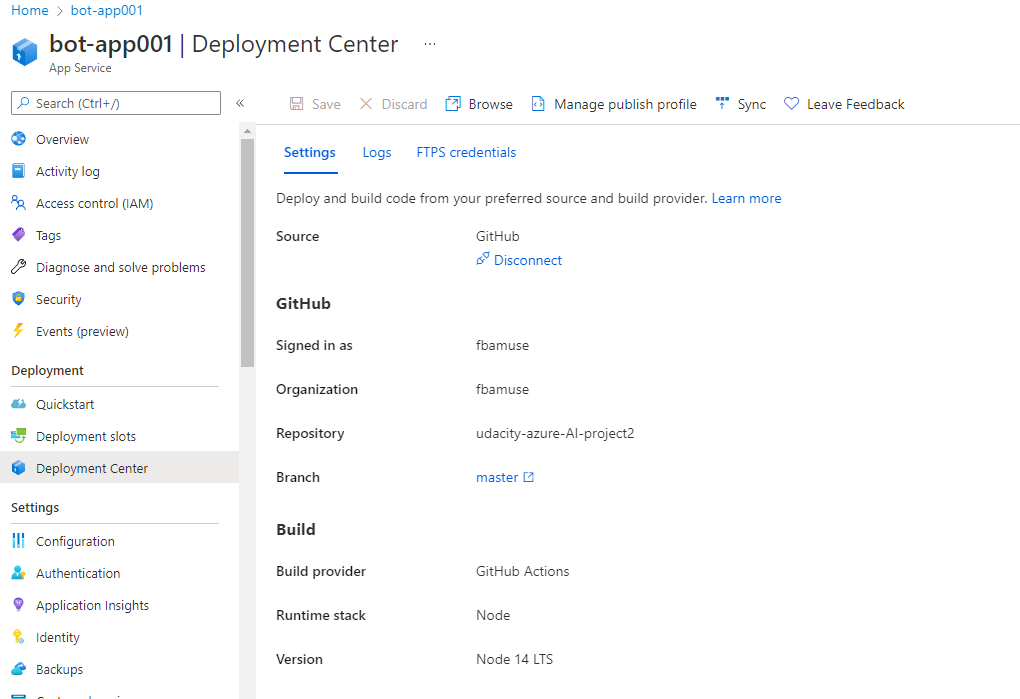 Home > bot-app001
bot-app001 | Deployment Center ...
App Service
Search (Ctrl+/)
«
Save
Discard
Browse
Manage publish profile
Sync
Leave Feedback
Overview
Activity log
Access control (IAM)
Tags
Diagnose and solve problems
Security
Events (preview)
Deployment
Quickstart
Deployment slots
Deployment Center
Settings
Configuration
Authentication
Application Insights
Identity
Backups
Settings
Logs
FTPS credentials
Deploy and build code from your preferred source and build provider. Learn more
Source GitHub
Disconnect
GitHub
Signed in as fbamuse
Organization fbamuse
Repository udacity-azure-AI-project2
Branch master
Build
Build provider GitHub Actions
Runtime stack Node
Version Node 14 LTS